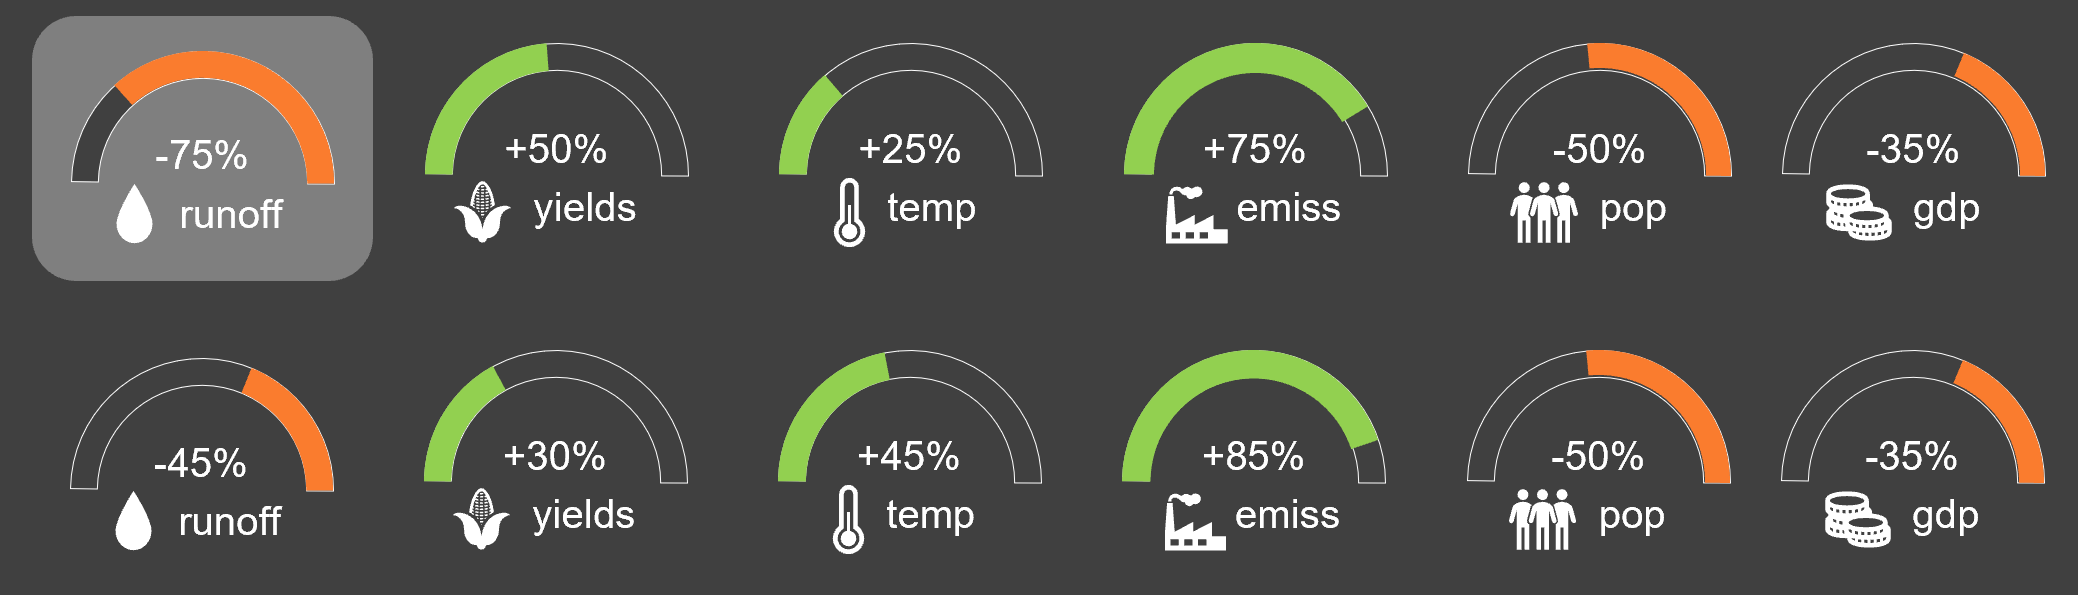 -75% +50% +25% +75% -50% -35%
runoff yields temp emiss pop gdp
-45% +30% +45% +85% -50% -35%
runoff yields temp emiss pop gdp